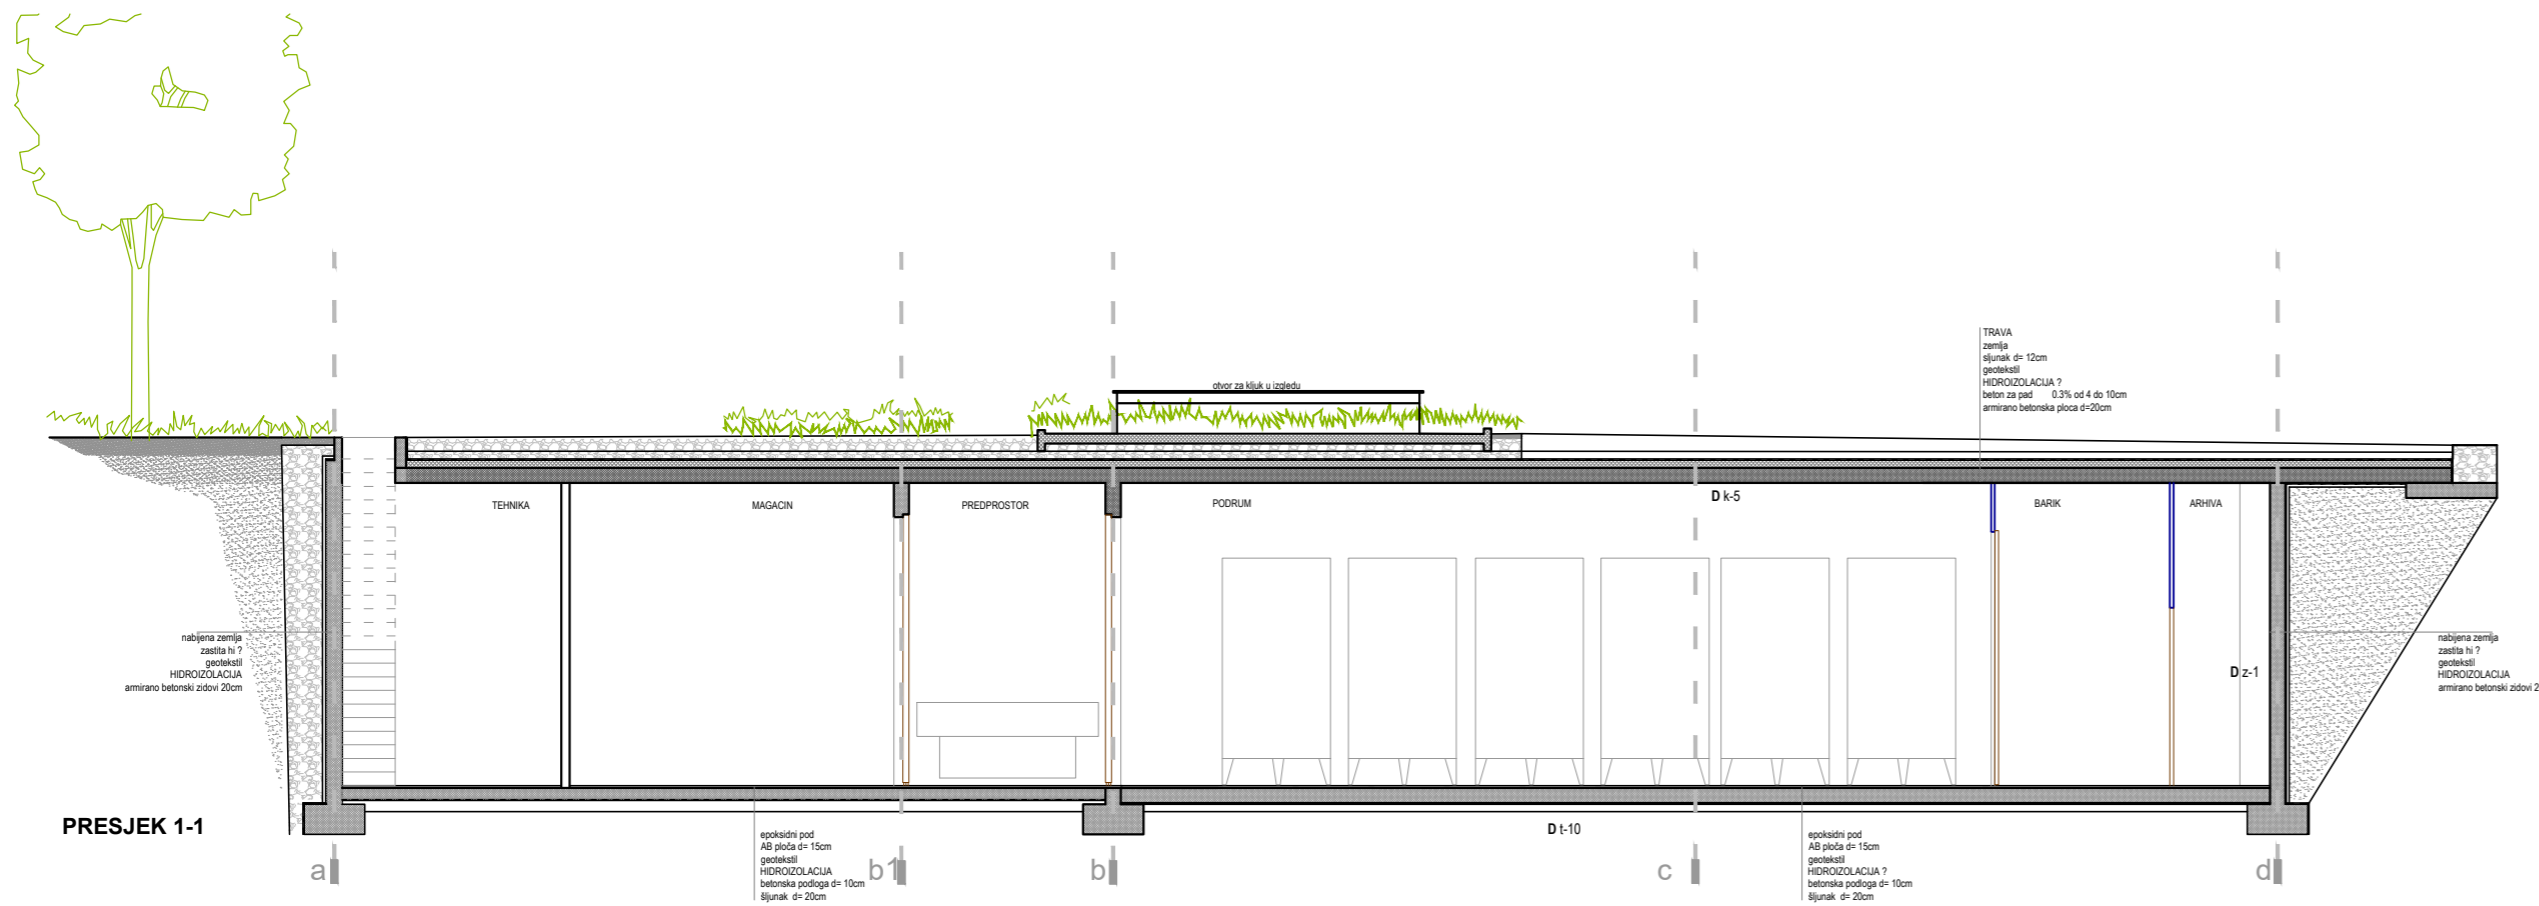 otvor za kljuk u izgledu
TRAVA
zemlja
sljunak d= 12cm
geotekstil
HIDROIZOLACIJA ?
beton za pad 0.3% od 4 do 10cm
armirano betonska ploca d=20cm
TEHNIKA
MAGACIN
PREDPROSTOR
PODRUM
D k-5
BARIK
ARHIVA
nabijena zemlja
zastita hi ?
geotekstil
HIDROIZOLACIJA
armirano betonski zidovi 20cm
D z-1
nabijena zemlja
zastita hi ?
geotekstil
HIDROIZOLACIJA
armirano betonski zidovi 2
PRESJEK 1-1
epoksidni pod
AB ploča d= 15cm
geotekstil
HIDROIZOLACIJA
betonska podloga d= 10cm
šljunak d= 20cm
D t-10
epoksidni pod
AB ploča d= 15cm
geotekstil
HIDROIZOLACIJA ?
betonska podloga d= 10cm
šljunak d= 20cm
a
b1
b
c
d